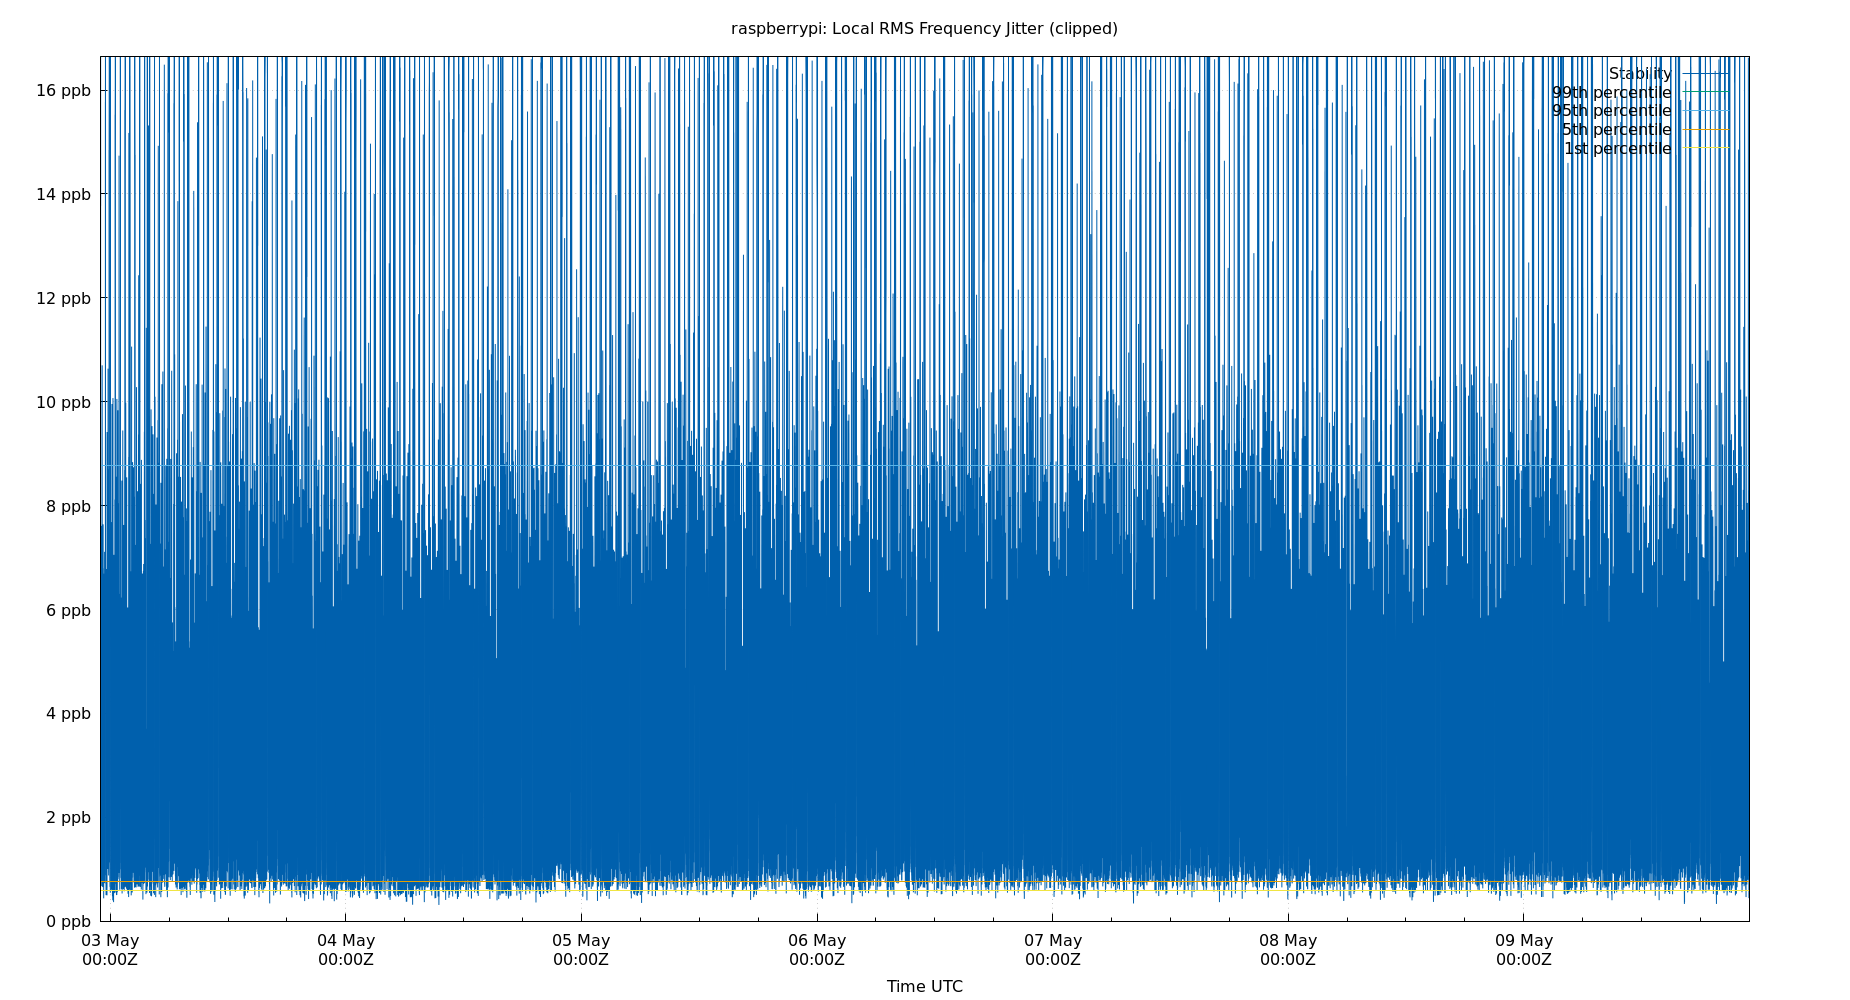 raspberrypi: Local RMS Frequency Jitter (clipped)
16 ppb
14 ppb
12 ppb
10 ppb
8 ppb
6 ppb
4 ppb
2 ppb
0 ppb
Stability
99th percentile
95th percentile
5th percentile
1st percentile
03 May 04 May 05 May 06 May 07 May 08 May 09 May
00:00Z 00:00Z 00:00Z 00:00Z 00:00Z 00:00Z 00:00Z
Time UTC